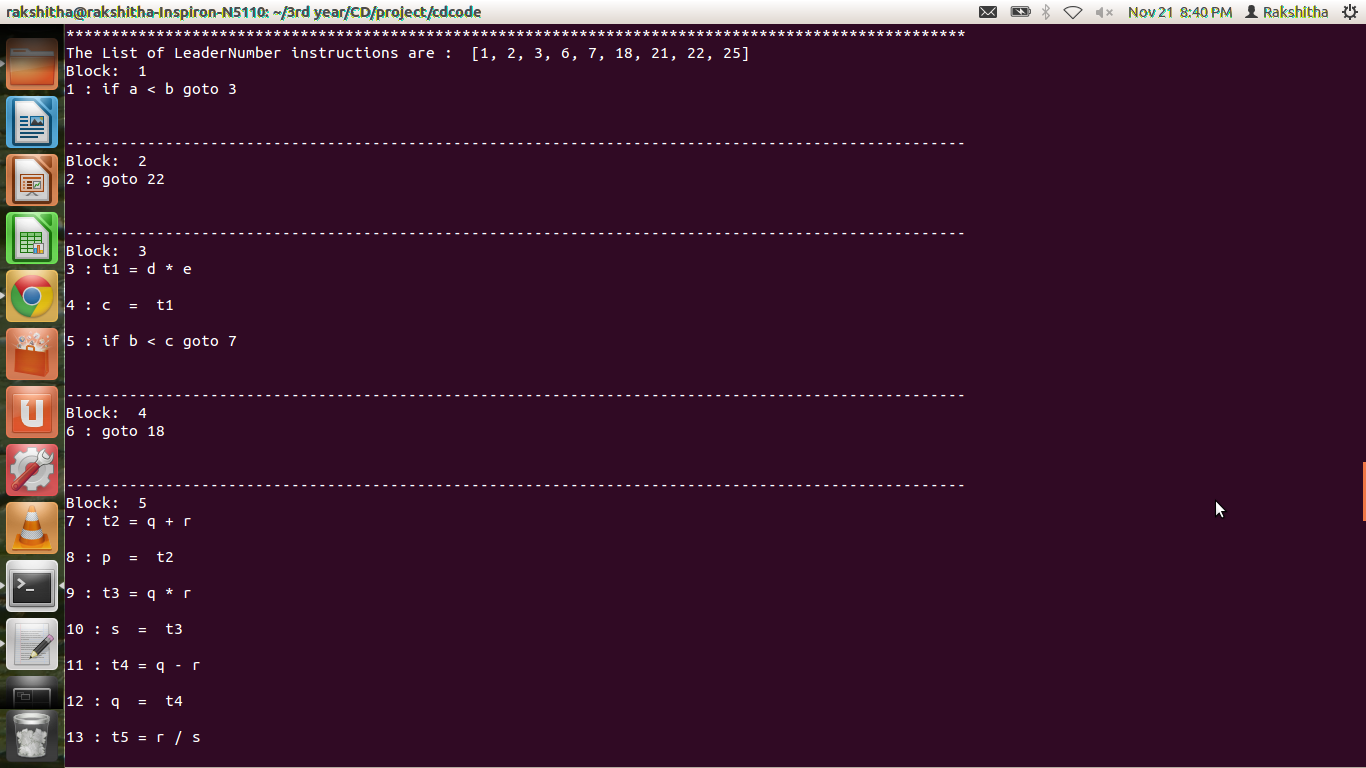 rakshitha@rakshitha-Inspiron-N5110: ~/3rd year/CD/project/cdcode
Nov 21 8:40 PM Rakshitha
****************************************************************************************************
The List of LeaderNumber instructions are :  [1, 2, 3, 6, 7, 18, 21, 22, 25]
Block:  1
1 : if a < b goto 3
----------------------------------------------------------------------------------------------------
Block:  2
2 : goto 22
----------------------------------------------------------------------------------------------------
Block:  3
3 : t1 = d * e
4 : c  =  t1
5 : if b < c goto 7
----------------------------------------------------------------------------------------------------
Block:  4
6 : goto 18
----------------------------------------------------------------------------------------------------
Block:  5
7 : t2 = q + r
8 : p  =  t2
9 : t3 = q * r
10 : s  =  t3
11 : t4 = q - r
12 : q  =  t4
13 : t5 = r / s